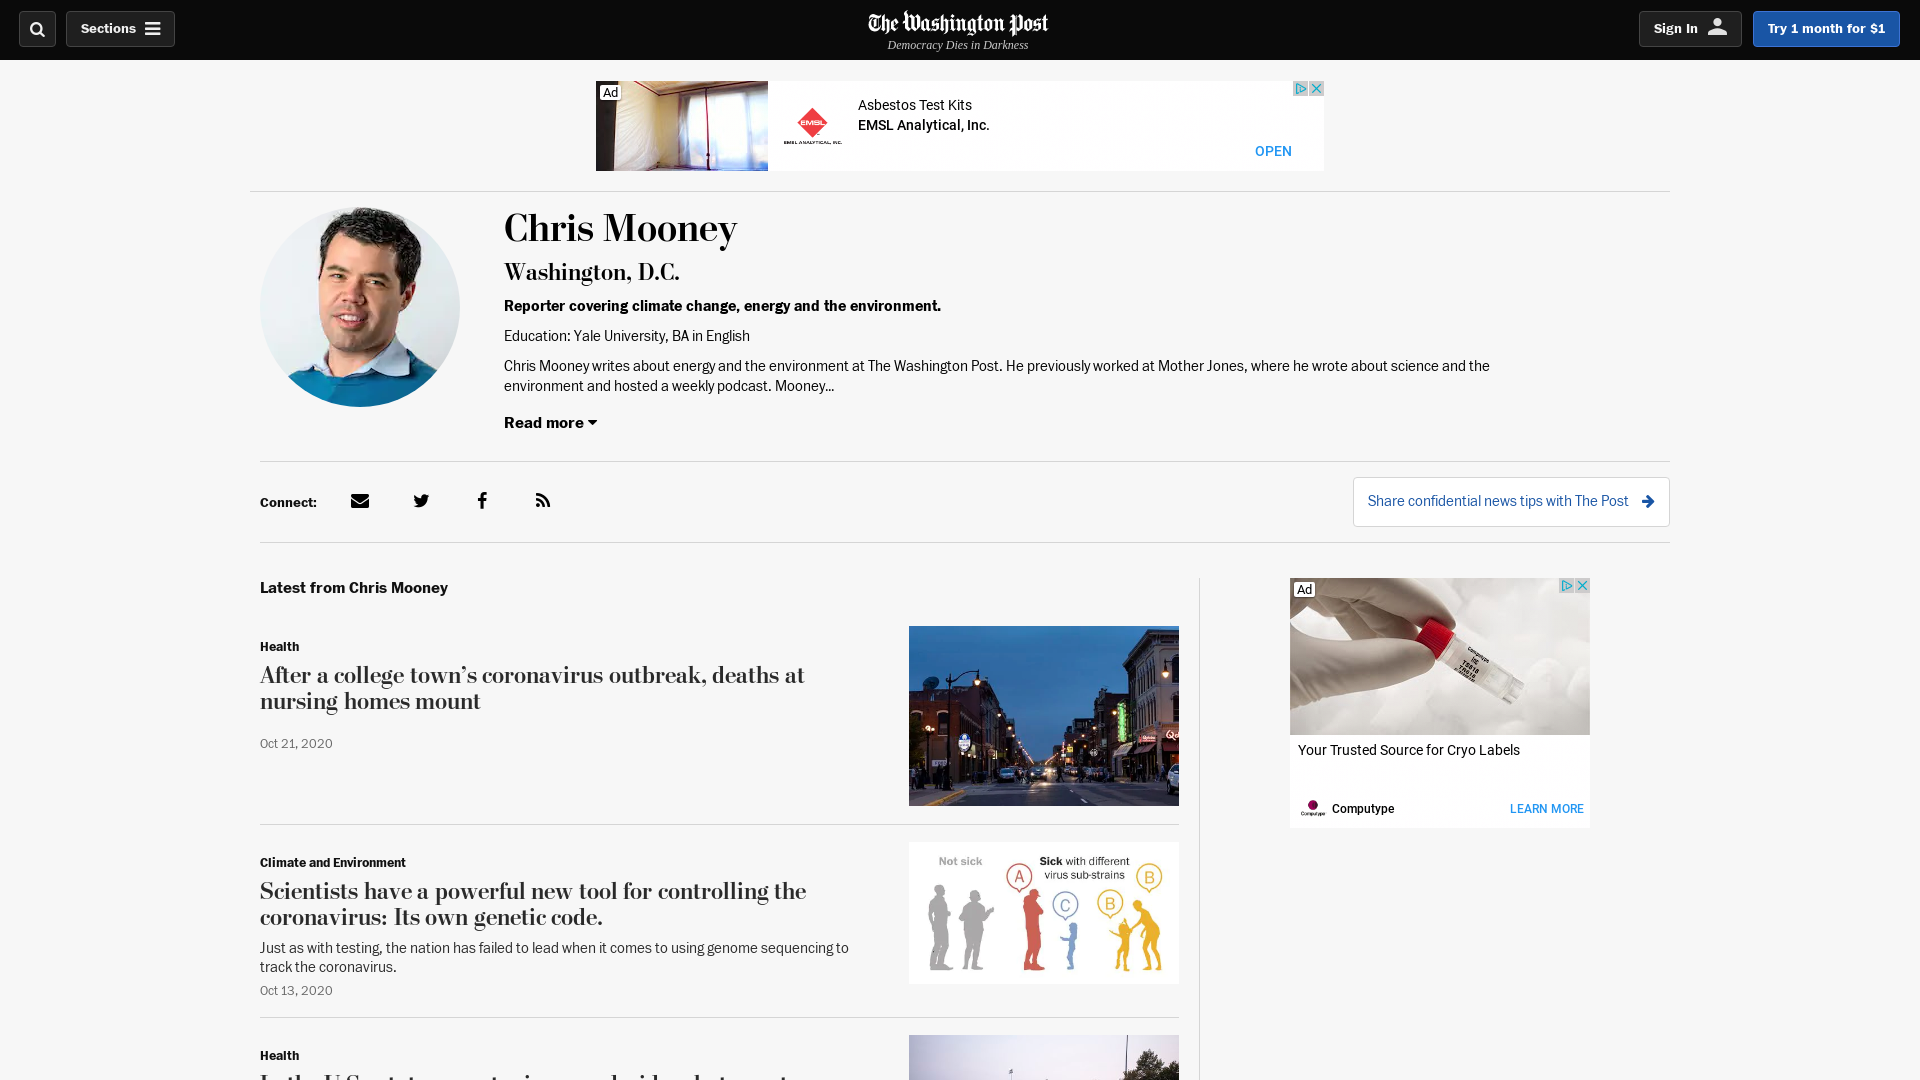 Sections
The Washington Post
Democracy Dies in Darkness
Sign In
Try 1 month for $1
Ad
EMSL
EMSL ANALYTICAL, INC.
Asbestos Test Kits
EMSL Analytical, Inc.
OPEN
Chris Mooney
Washington, D.C.
Reporter covering climate change, energy and the environment.
Education: Yale University, BA in English
Chris Mooney writes about energy and the environment at The Washington Post. He previously worked at Mother Jones, where he wrote about science and the
environment and hosted a weekly podcast. Mooney...
Read more
Connect:
Share confidential news tips with The Post
Latest from Chris Mooney
Health
After a college town’s coronavirus outbreak, deaths at
nursing homes mount
Oct 21, 2020
Climate and Environment
Scientists have a powerful new tool for controlling the
coronavirus: Its own genetic code.
Just as with testing, the nation has failed to lead when it comes to using genome sequencing to
track the coronavirus.
Oct 13, 2020
Not sick
Sick with different
virus sub-strains
A
B
C
B
Health
Ad
Computype
Your Trusted Source for Cryo Labels
Computype
Computype
LEARN MORE